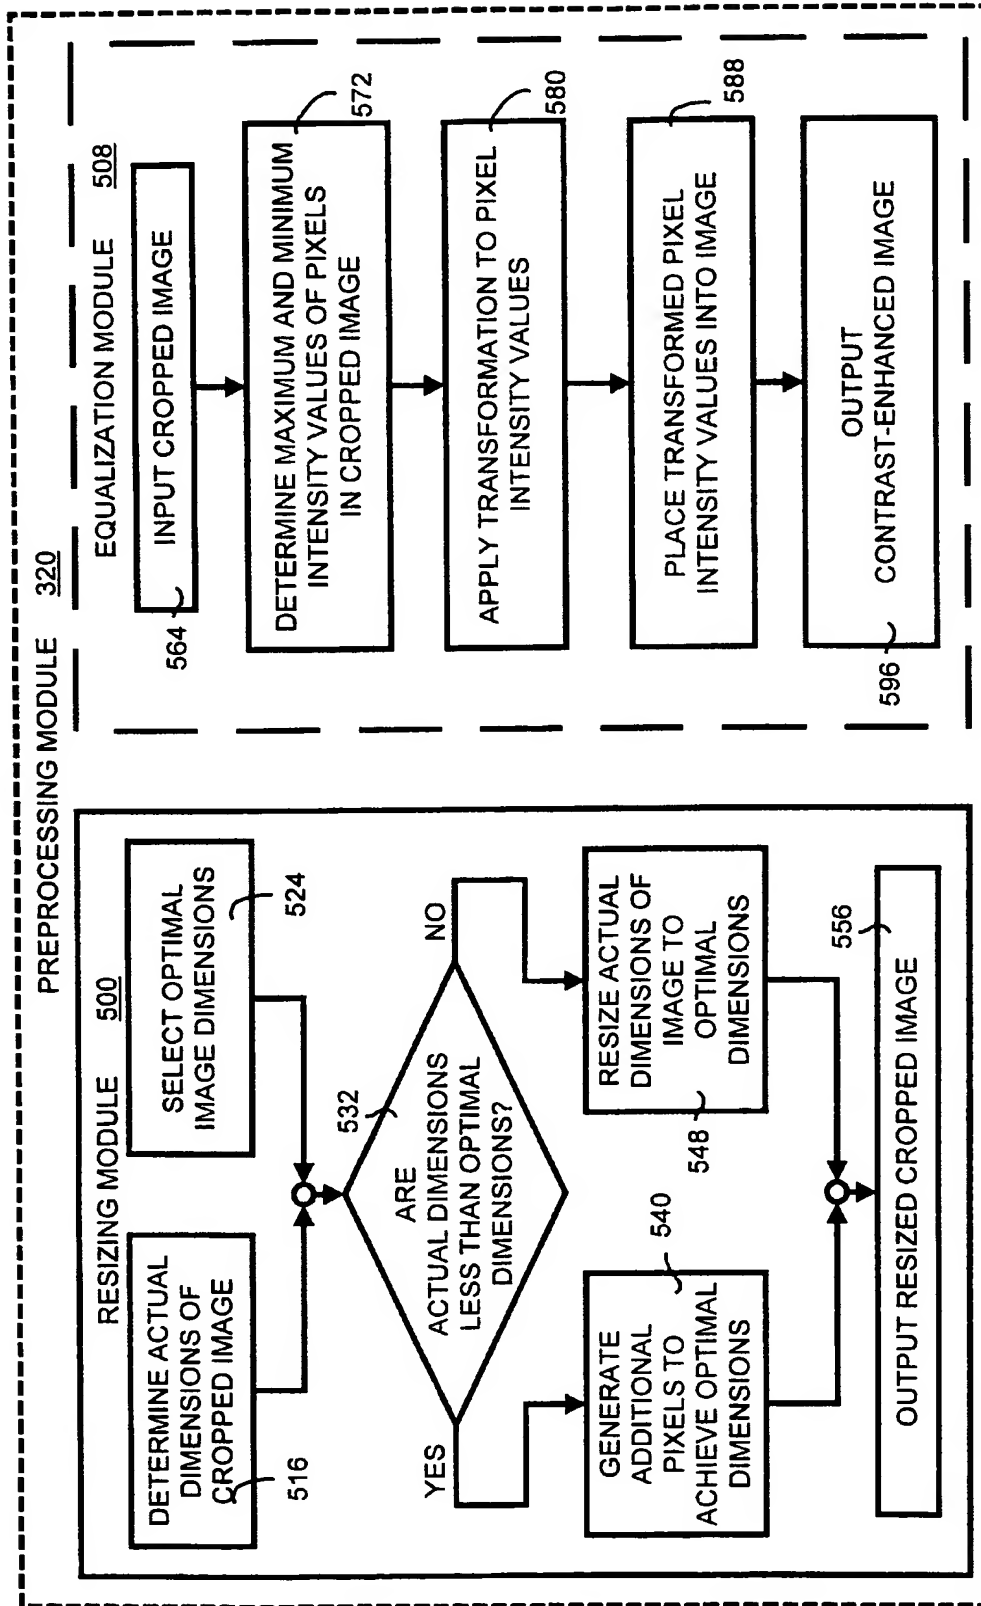 PREPROCESSING MODULE 320
RESIZING MODULE 500
DETERMINE ACTUAL
DIMENSIONS OF
CROPPED IMAGE
516
SELECT OPTIMAL
IMAGE DIMENSIONS
524
532
ARE
ACTUAL DIMENSIONS
LESS THAN OPTIMAL
DIMENSIONS?
YES
NO
GENERATE
ADDITIONAL
PIXELS TO
ACHIEVE OPTIMAL
DIMENSIONS
540
RESIZE ACTUAL
DIMENSIONS OF
IMAGE TO
OPTIMAL
DIMENSIONS
548
OUTPUT RESIZED CROPPED IMAGE
556
EQUALIZATION MODULE 508
INPUT CROPPED IMAGE
564
DETERMINE MAXIMUM AND MINIMUM
INTENSITY VALUES OF PIXELS
IN CROPPED IMAGE
572
APPLY TRANSFORMATION TO PIXEL
INTENSITY VALUES
580
PLACE TRANSFORMED PIXEL
INTENSITY VALUES INTO IMAGE
588
OUTPUT
CONTRAST-ENHANCED IMAGE
596